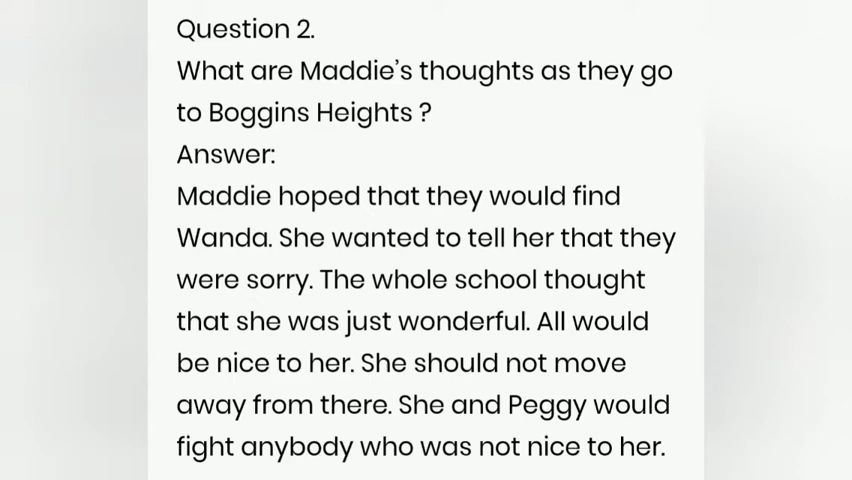 Question 2.
What are Maddie's thoughts as they go
to Boggins Heights ?
Answer:
Maddie hoped that they would find
Wanda. She wanted to tell her that they
were sorry. The whole school thought
that she was just wonderful. All would
be nice to her. She should not move
away from there. She and Peggy would
fight anybody who was not nice to her.